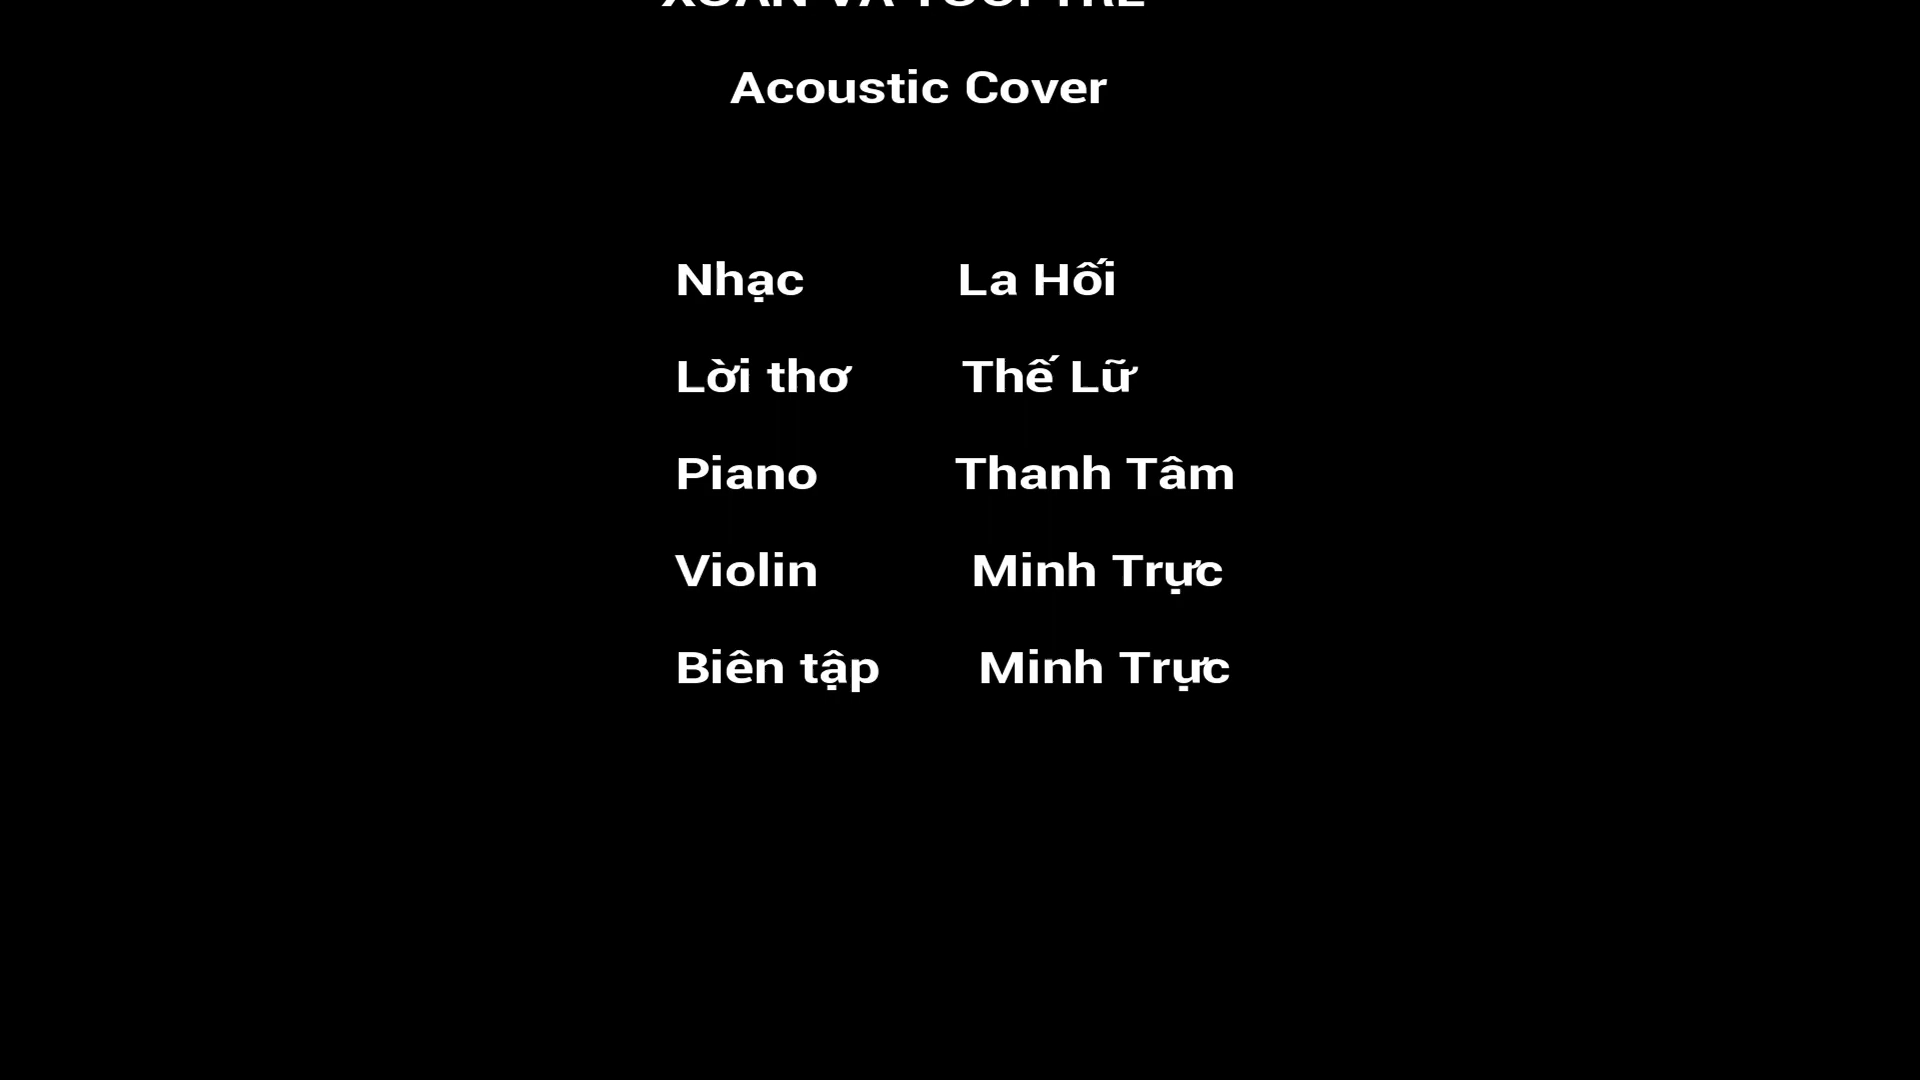 Acoustic Cover
Nhạc La Hối
Lời thơ Thế Lữ
Piano Thanh Tâm
Violin Minh Trực
Biên tập Minh Trực